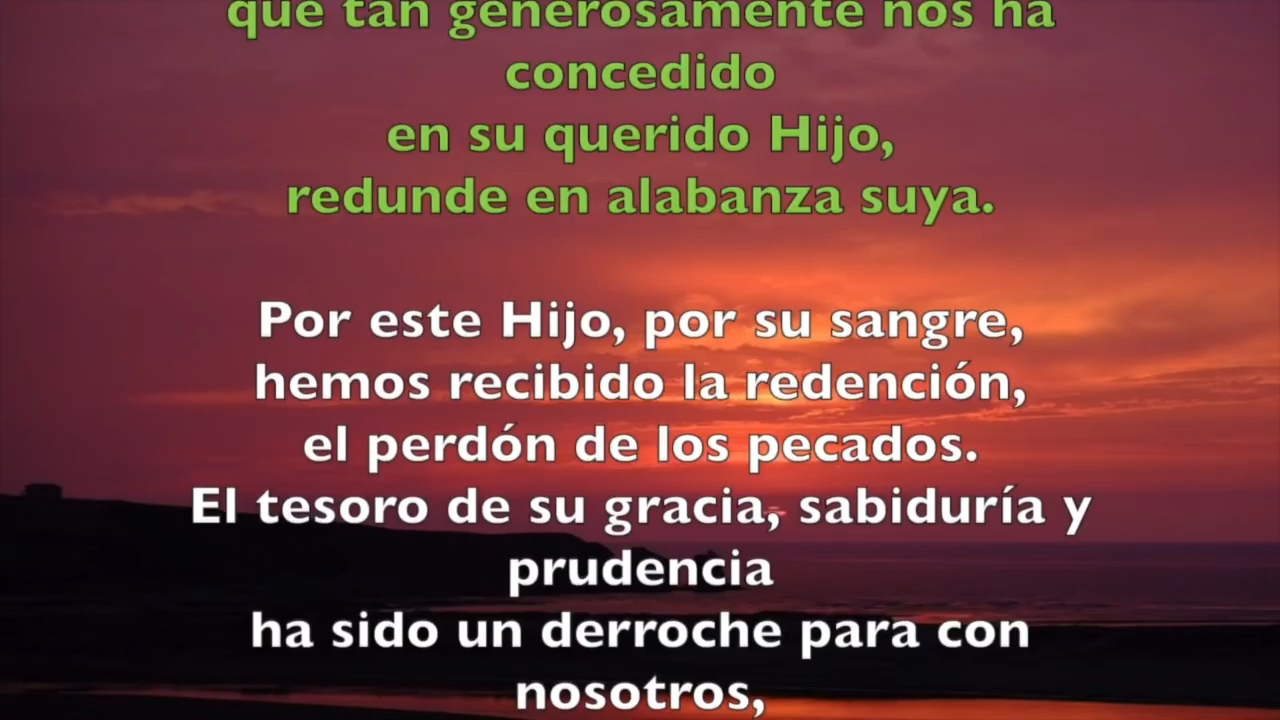 que tan generosamente nos ha
concedido
en su querido Hijo,
redunde en alabanza suya.
Por este Hijo, por su sangre,
hemos recibido la redención,
el perdón de los pecados.
El tesoro de su gracia, sabiduría y
prudencia
ha sido un derroche para con
nosotros,